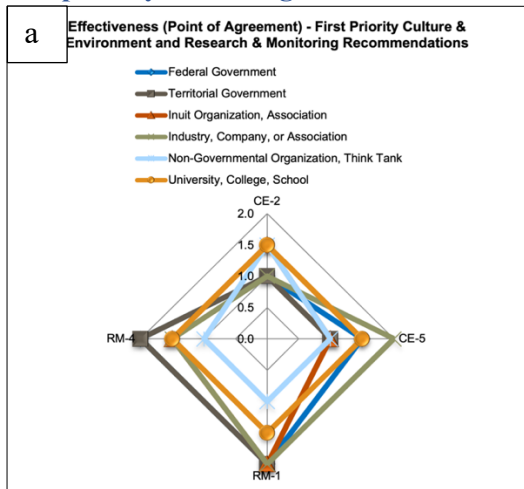 a
Effectiveness (Point of Agreement) - First Priority Culture &
Environment and Research & Monitoring Recommendations
Federal Government
Territorial Government
Inuit Organization, Association
Industry, Company, or Association
Non-Governmental Organization, Think Tank
University, College, School
CE-2
2.0
1.5
1.0
0.5
RM-4
0.0
CE-5
RM-1